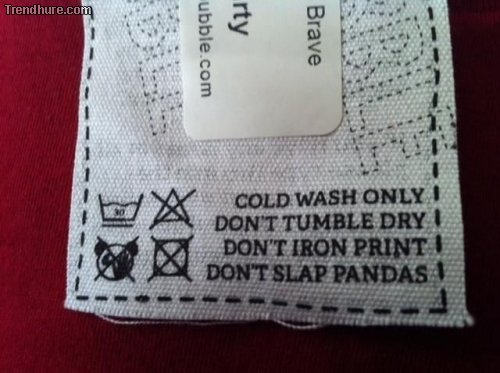 Trendhure.com
Brave
rty
ubble.com
30
COLD WASH ONLY
DON'T TUMBLE DRY
DON'T IRON PRINT
DON'T SLAP PANDAS